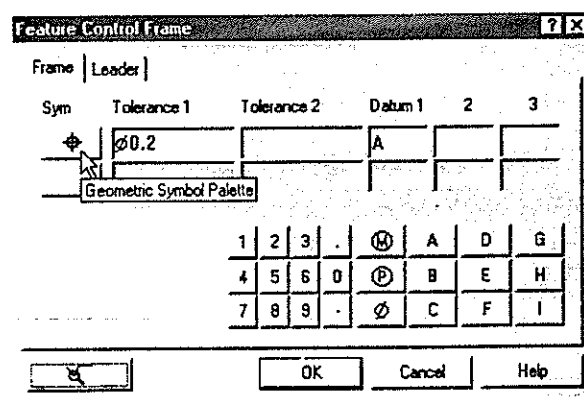 Feature Control Frame ? ×
Frame Leader
Sym Tolerance 1 Tolerance 2 Datum 1 2 3
⌖ ⌀0.2 A
Geometric Symbol Palette
1 2 3 . Ⓜ A D G
4 5 6 0 Ⓟ B E H
7 8 9 - ⌀ C F I
OK Cancel Help